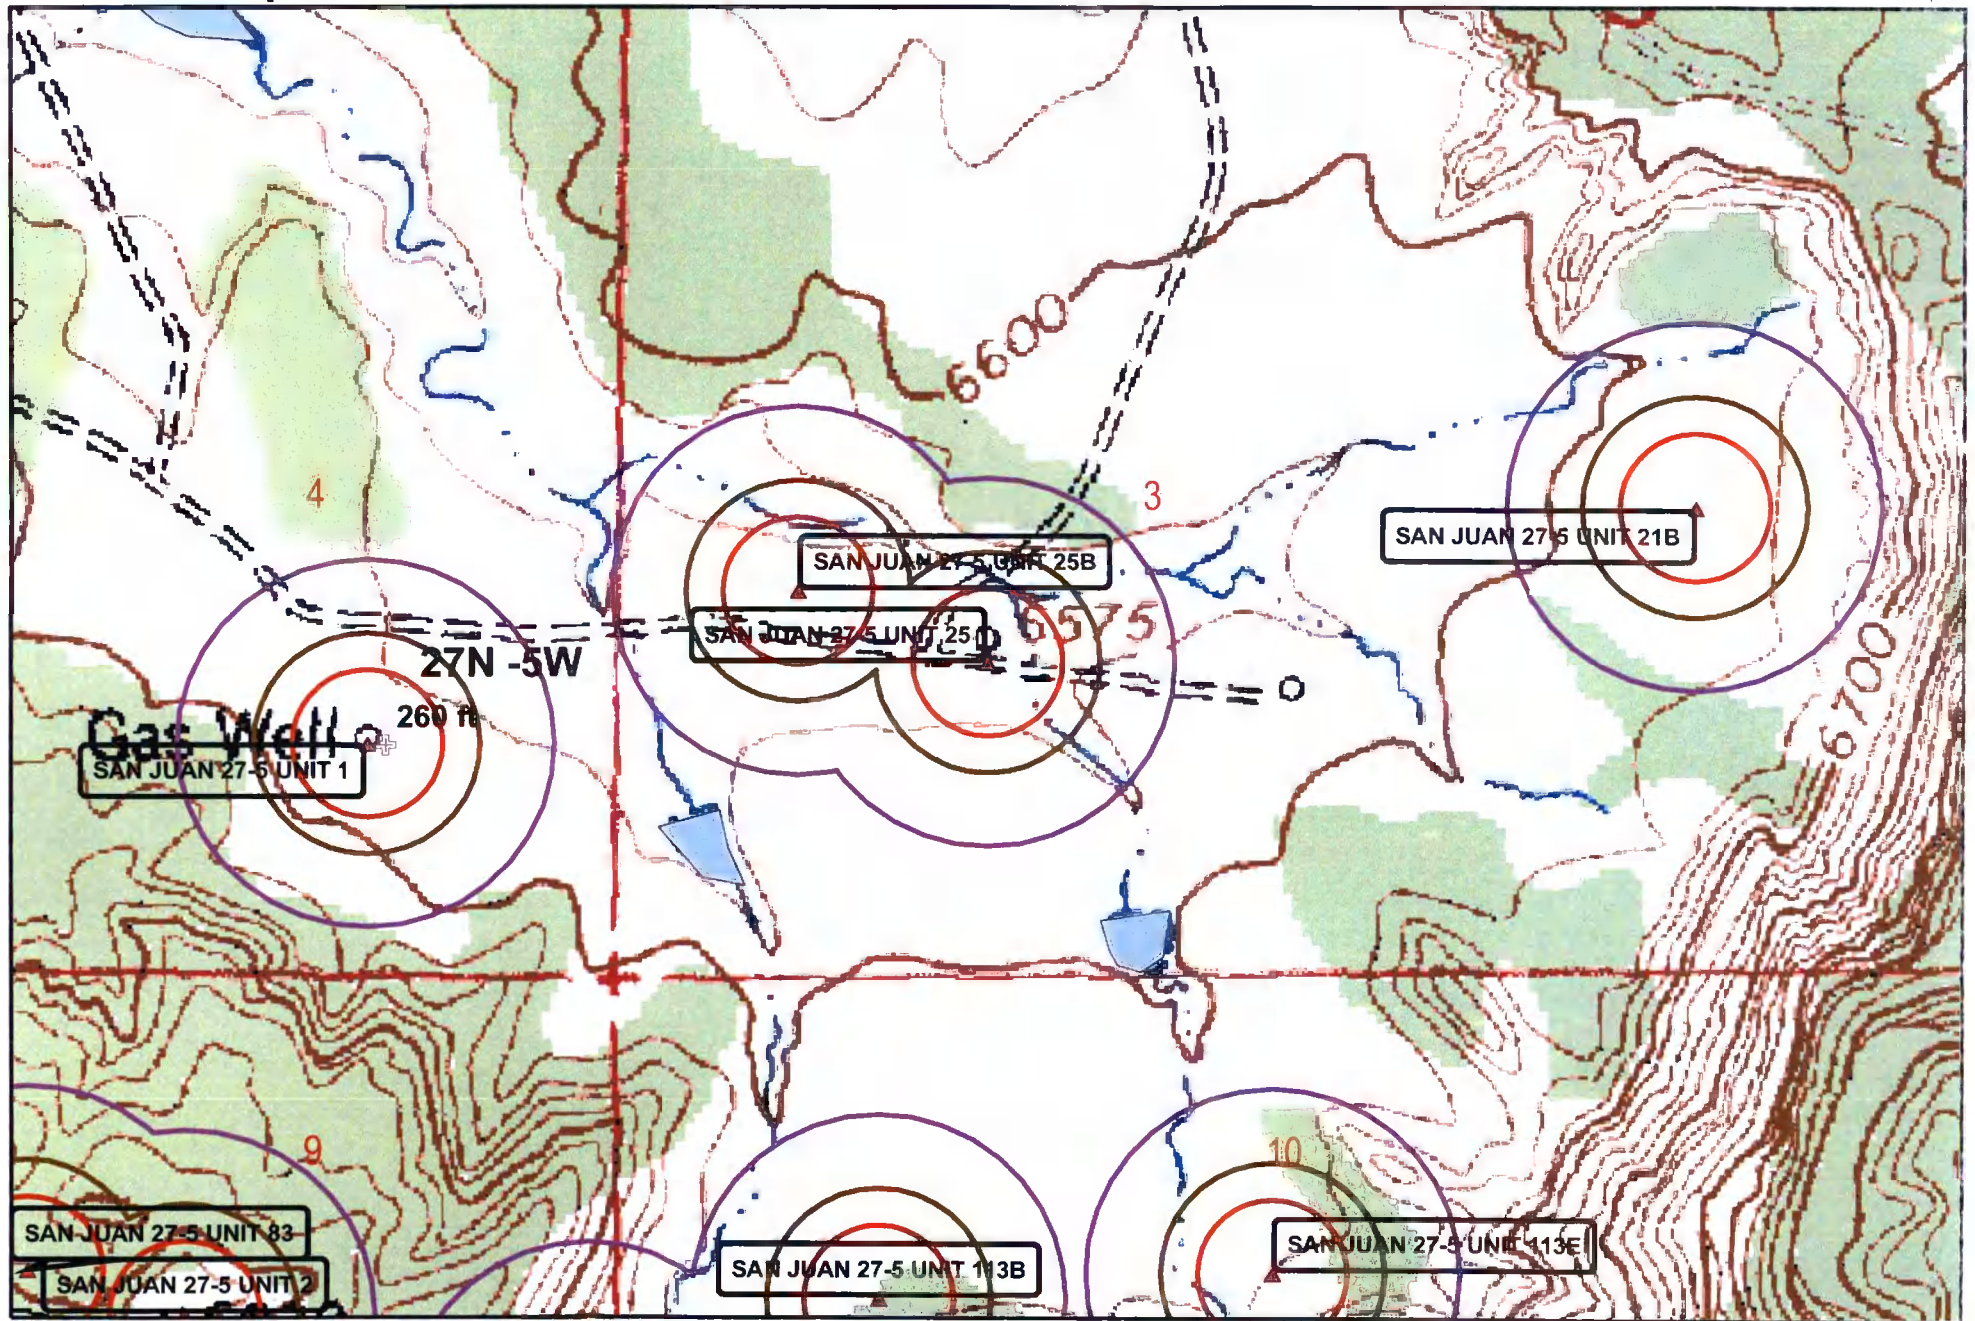 6600
4
3
SAN JUAN 27-5 UNIT 21B
SAN JUAN 27-5 UNIT 25B
6575
SAN JUAN 27-5 UNIT 25
27N -5W
6700
260 ft
Gas Well
SAN JUAN 27-5 UNIT 1
9
10
SAN JUAN 27-5 UNIT 83
SAN JUAN 27-5 UNIT 113E
SAN JUAN 27-5 UNIT 113B
SAN JUAN 27-5 UNIT 2